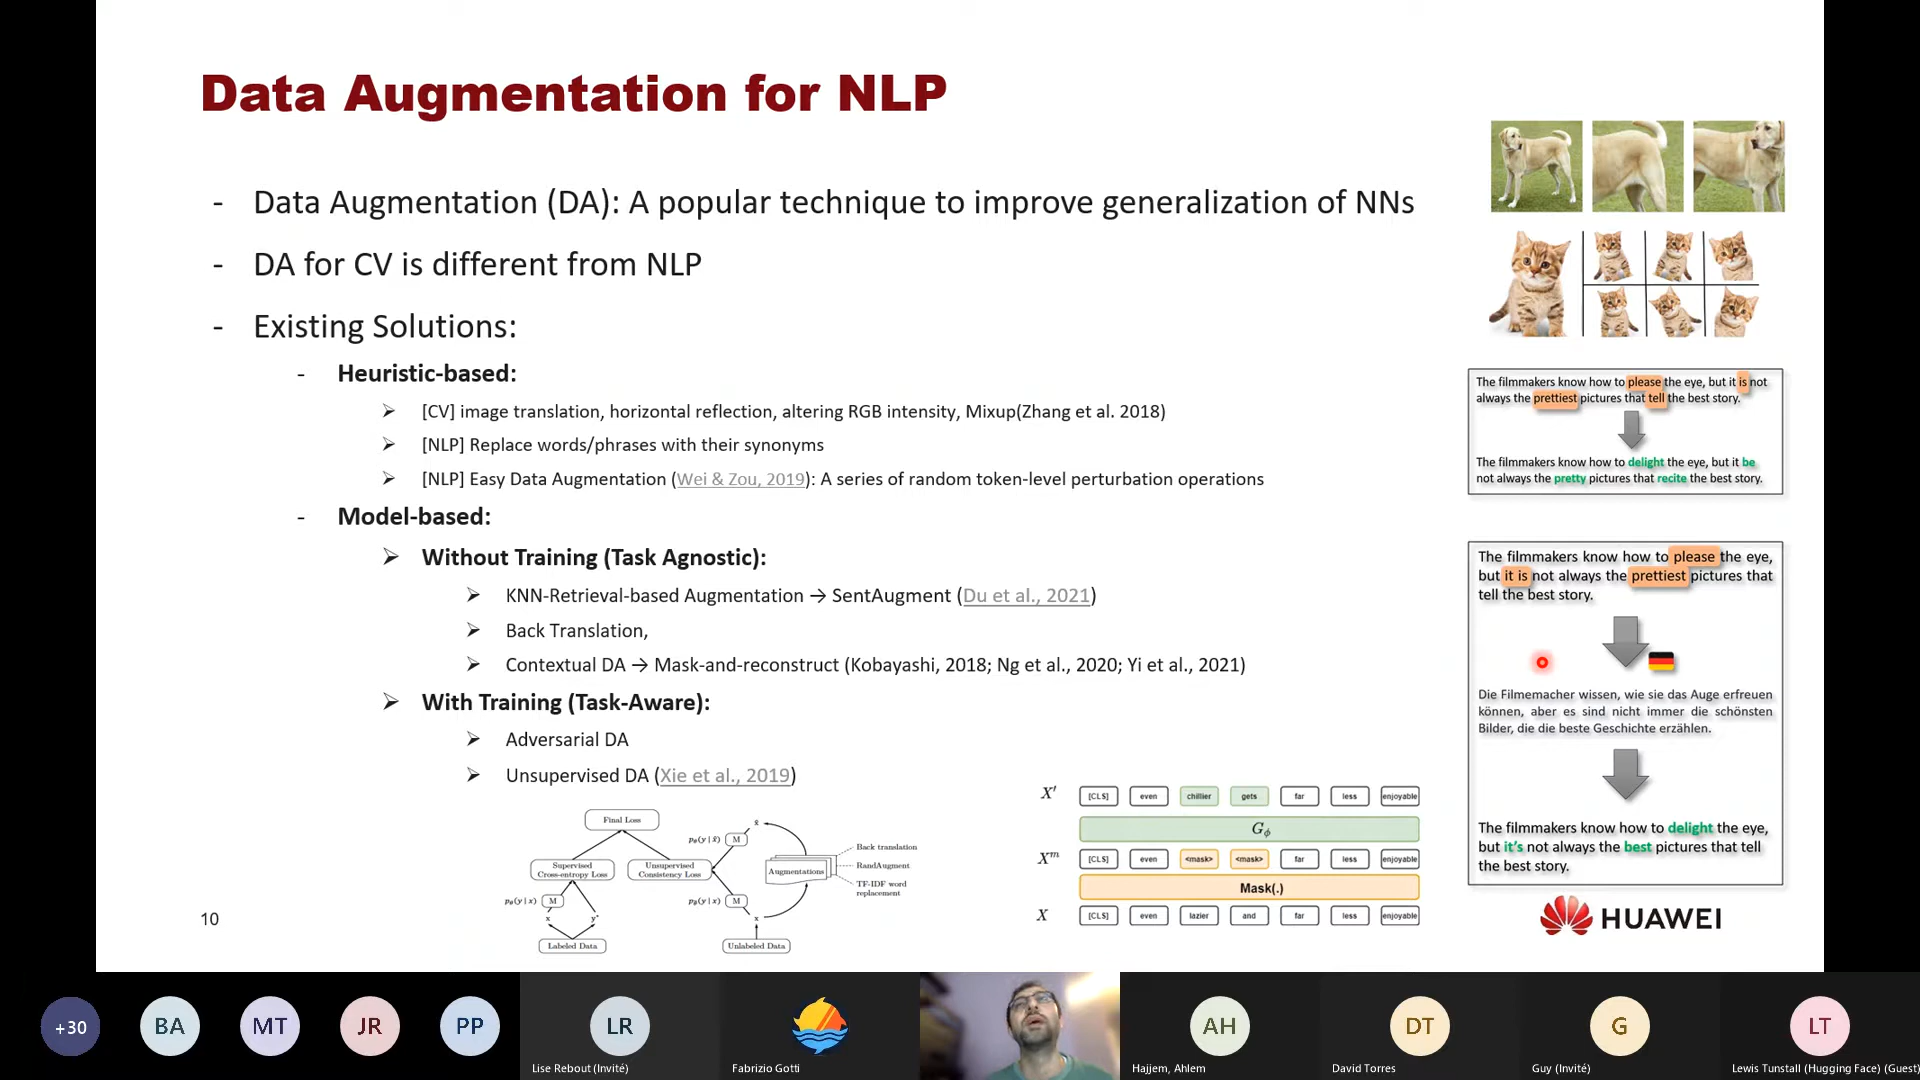 Data Augmentation for NLP
- Data Augmentation (DA): A popular technique to improve generalization of NNs
- DA for CV is different from NLP
- Existing Solutions:
- Heuristic-based:
[CV] image translation, horizontal reflection, altering RGB intensity, Mixup(Zhang et al. 2018)
[NLP] Replace words/phrases with their synonyms
[NLP] Easy Data Augmentation (Wei & Zou, 2019): A series of random token-level perturbation operations
- Model-based:
Without Training (Task Agnostic):
KNN-Retrieval-based Augmentation → SentAugment (Du et al., 2021)
Back Translation,
Contextual DA → Mask-and-reconstruct (Kobayashi, 2018; Ng et al., 2020; Yi et al., 2021)
With Training (Task-Aware):
Adversarial DA
Unsupervised DA (Xie et al., 2019)
The filmmakers know how to please the eye, but it is not
always the prettiest pictures that tell the best story.
The filmmakers know how to delight the eye, but it be
not always the pretty pictures that recite the best story.
The filmmakers know how to please the eye,
but it is not always the prettiest pictures that
tell the best story.
Die Filmemacher wissen, wie sie das Auge erfreuen
können, aber es sind nicht immer die schönsten
Bilder, die die beste Geschichte erzählen.
The filmmakers know how to delight the eye,
but it's not always the best pictures that tell
the best story.
Final Loss
Supervised
Cross-entropy Loss
Unsupervised
Consistency Loss
pθ(y | x̂) M
x̂
Augmentations
Back translation
RandAugment
TF-IDF word
replacement
pθ(y | x) M
x y*
Labeled Data
pθ(y | x) M
x
Unlabeled Data
X′ [CLS] even chillier gets far less enjoyable
Gϕ
Xᵐ [CLS] even <mask> <mask> far less enjoyable
Mask(.)
X [CLS] even lazier and far less enjoyable
10
HUAWEI
+30 BA MT JR PP LR AH DT G LT
Lise Rebout (Invité) Fabrizio Gotti Hajjem, Ahlem David Torres Guy (Invité) Lewis Tunstall (Hugging Face) (Guest)